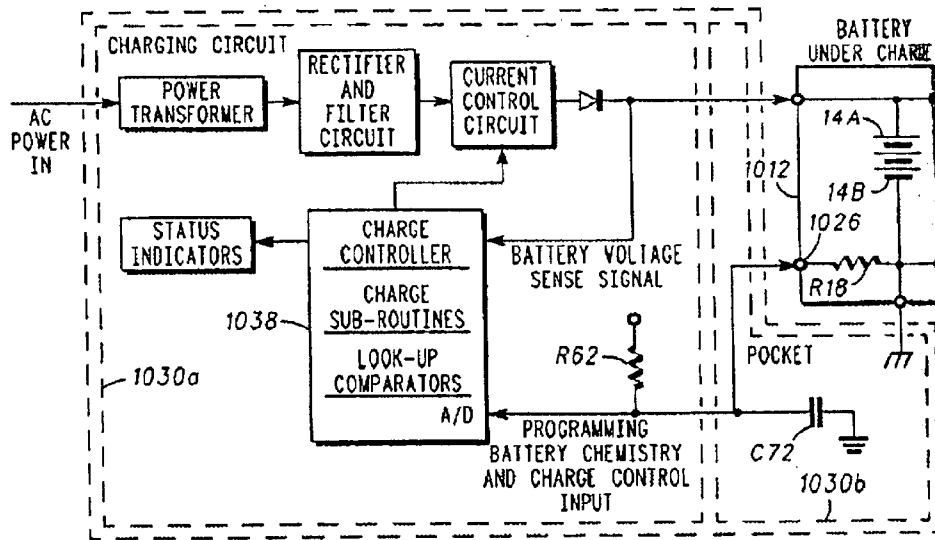 CHARGING CIRCUIT
BATTERY
UNDER CHARGE
AC
POWER
IN
POWER
TRANSFORMER
RECTIFIER
AND
FILTER
CIRCUIT
CURRENT
CONTROL
CIRCUIT
14A
14B
1012
1026
R18
STATUS
INDICATORS
CHARGE
CONTROLLER
CHARGE
SUB-ROUTINES
LOOK-UP
COMPARATORS
A/D
BATTERY VOLTAGE
SENSE SIGNAL
1038
1030a
R62
POCKET
PROGRAMMING
BATTERY CHEMISTRY
AND CHARGE CONTROL
INPUT
C72
1030b